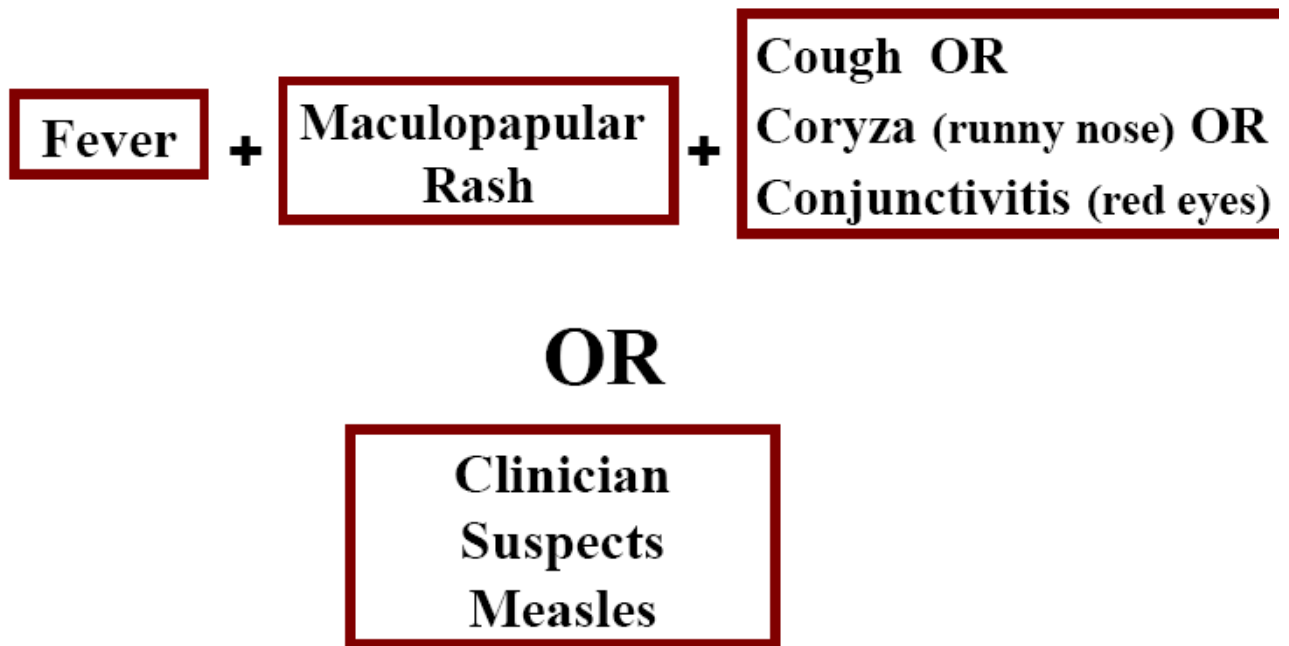 Fever + Maculopapular Rash + Cough OR
Coryza (runny nose) OR
Conjunctivitis (red eyes)
OR
Clinician
Suspects
Measles